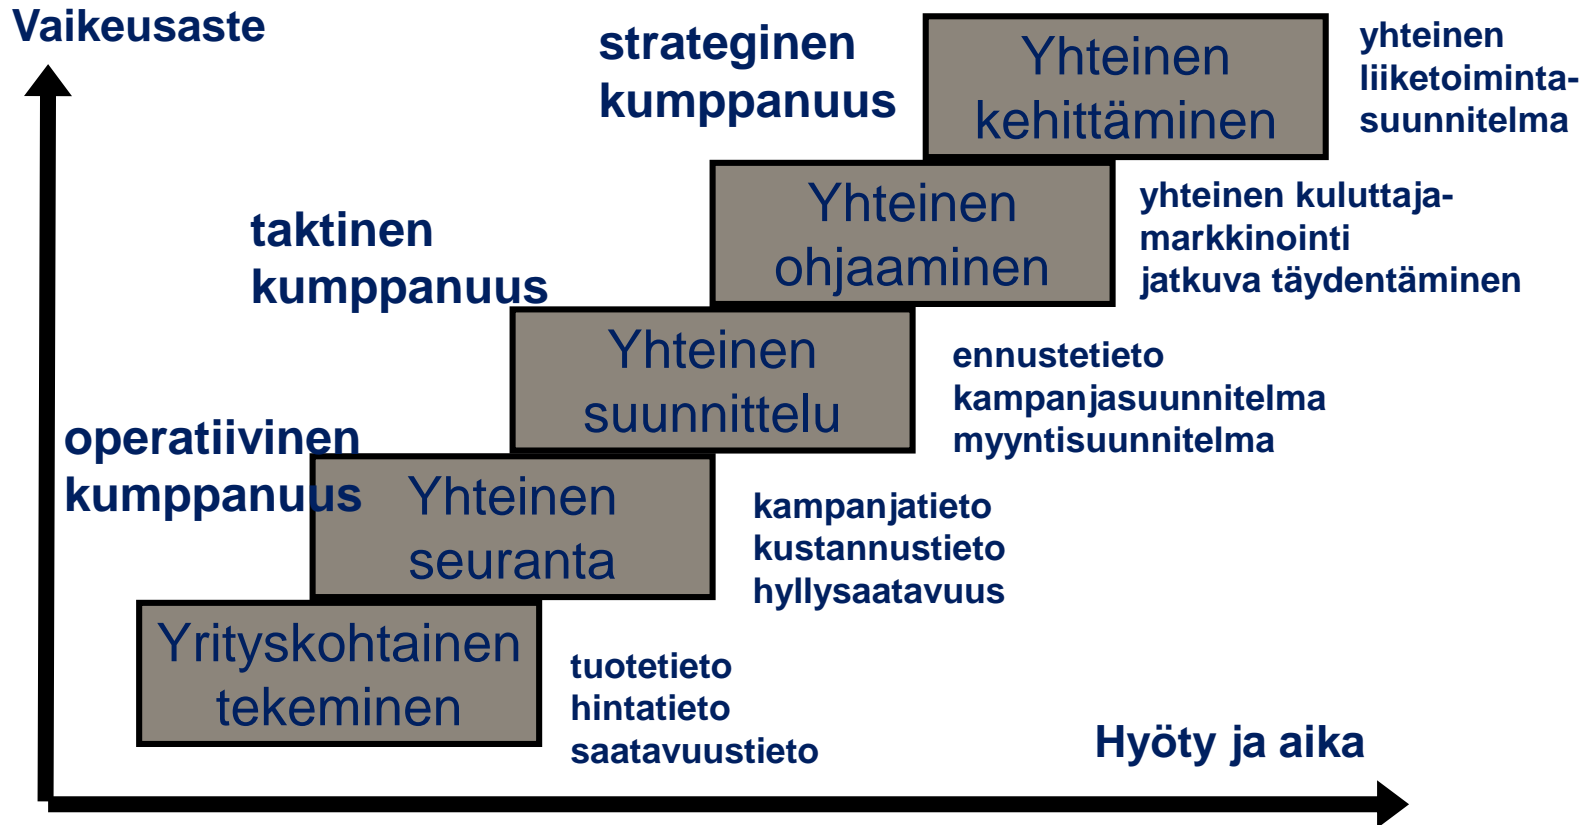 Vaikeusaste
strateginen
kumppanuus
Yhteinen
kehittäminen
yhteinen
liiketoiminta-
suunnitelma
taktinen
kumppanuus
Yhteinen
ohjaaminen
yhteinen kuluttaja-
markkinointi
jatkuva täydentäminen
operatiivinen
kumppanuus
Yhteinen
suunnittelu
ennustetieto
kampanjasuunnitelma
myyntisuunnitelma
Yhteinen
seuranta
kampanjatieto
kustannustieto
hyllysaatavuus
Yrityskohtainen
tekeminen
tuotetieto
hintatieto
saatavuustieto
Hyöty ja aika